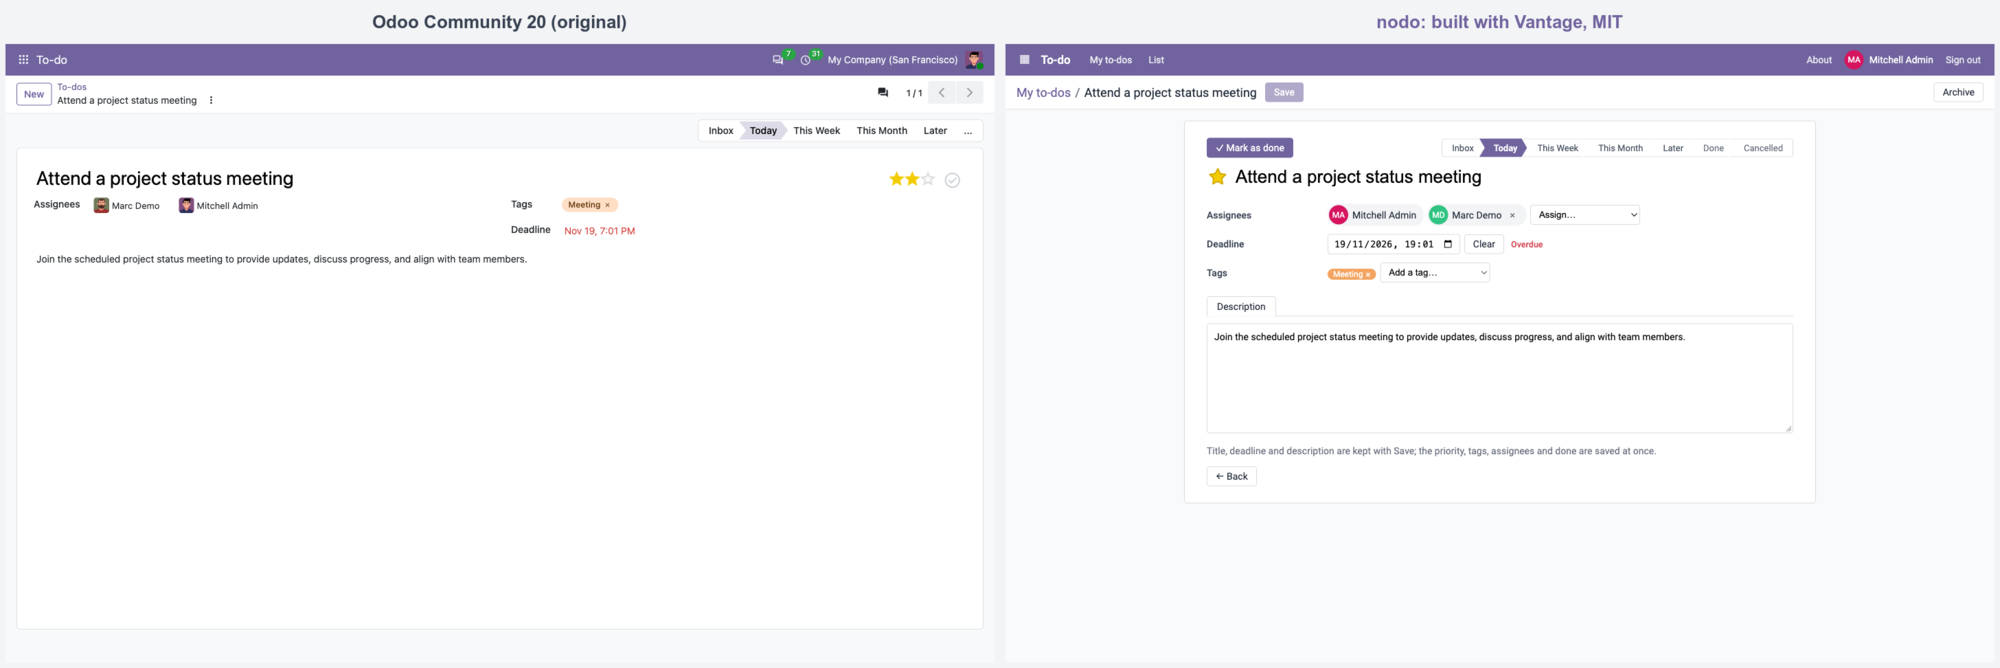 Odoo Community 20 (original)
To-do
7
31
My Company (San Francisco)
New
To-dos
Attend a project status meeting
1 / 1
Inbox
Today
This Week
This Month
Later
...
Attend a project status meeting
Assignees
Marc Demo
Mitchell Admin
Tags
Meeting ×
Deadline
Nov 19, 7:01 PM
Join the scheduled project status meeting to provide updates, discuss progress, and align with team members.
nodo: built with Vantage, MIT
To-do
My to-dos
List
About
MA
Mitchell Admin
Sign out
My to-dos / Attend a project status meeting
Save
Archive
✓ Mark as done
Inbox
Today
This Week
This Month
Later
Done
Cancelled
Attend a project status meeting
Assignees
MA Mitchell Admin
MD Marc Demo ×
Assign...
Deadline
19/11/2026, 19:01
Clear
Overdue
Tags
Meeting ×
Add a tag...
Description
Join the scheduled project status meeting to provide updates, discuss progress, and align with team members.
Title, deadline and description are kept with Save; the priority, tags, assignees and done are saved at once.
← Back